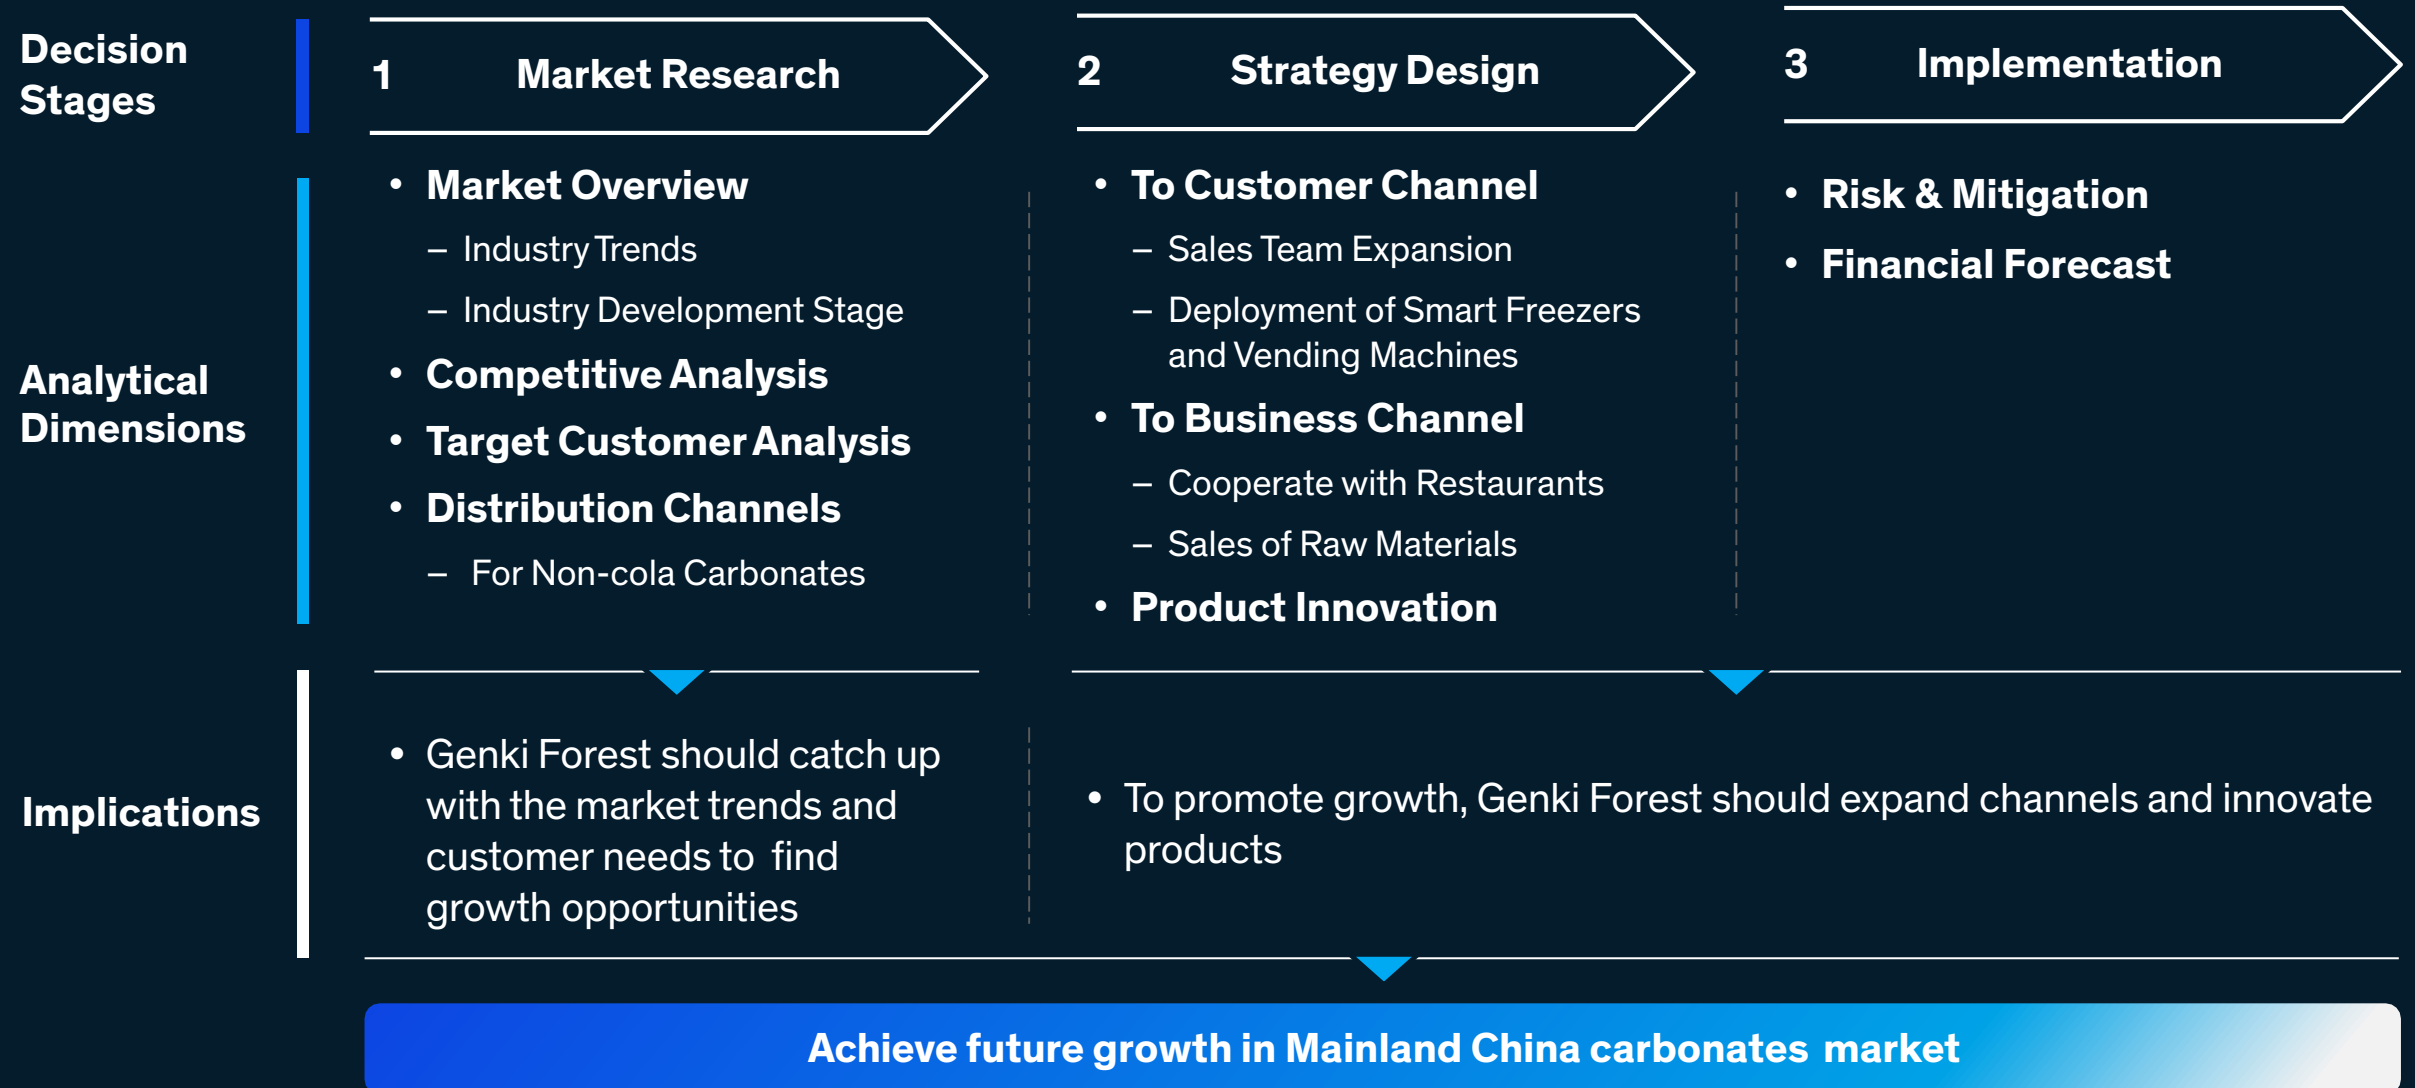 Decision
Stages
1 Market Research
2 Strategy Design
3 Implementation
Analytical
Dimensions
• Market Overview
– Industry Trends
– Industry Development Stage
• Competitive Analysis
• Target Customer Analysis
• Distribution Channels
– For Non-cola Carbonates
• To Customer Channel
– Sales Team Expansion
– Deployment of Smart Freezers
and Vending Machines
• To Business Channel
– Cooperate with Restaurants
– Sales of Raw Materials
• Product Innovation
• Risk & Mitigation
• Financial Forecast
Implications
• Genki Forest should catch up
with the market trends and
customer needs to find
growth opportunities
• To promote growth, Genki Forest should expand channels and innovate
products
Achieve future growth in Mainland China carbonates market